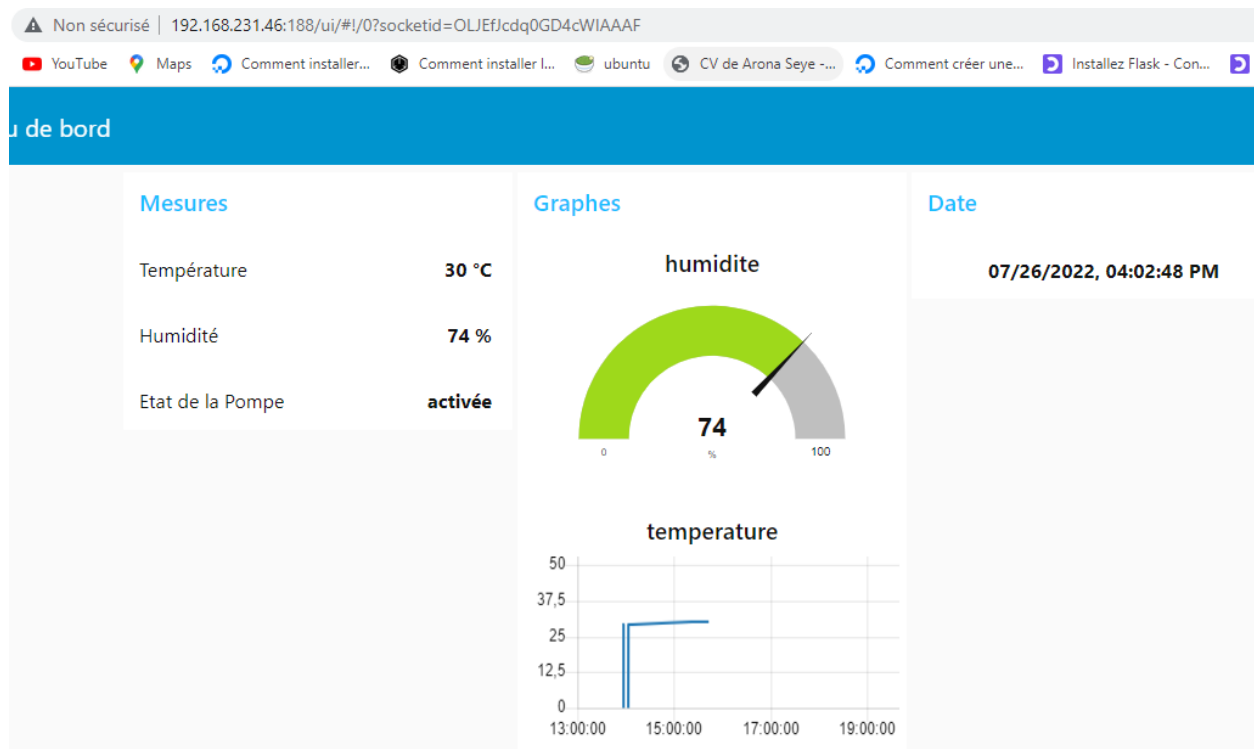 Non sécurisé | 192.168.231.46:188/ui/#!/0?socketid=OLJEfJcdq0GD4cWIAAAF
YouTube Maps Comment installer... Comment installer l... ubuntu CV de Arona Seye -... Comment créer une... Installez Flask - Con...
u de bord
Mesures
Température 30 °C
Humidité 74 %
Etat de la Pompe activée
Graphes
humidite
74
0 % 100
temperature
50
37,5
25
12,5
0
13:00:00 15:00:00 17:00:00 19:00:00
Date
07/26/2022, 04:02:48 PM